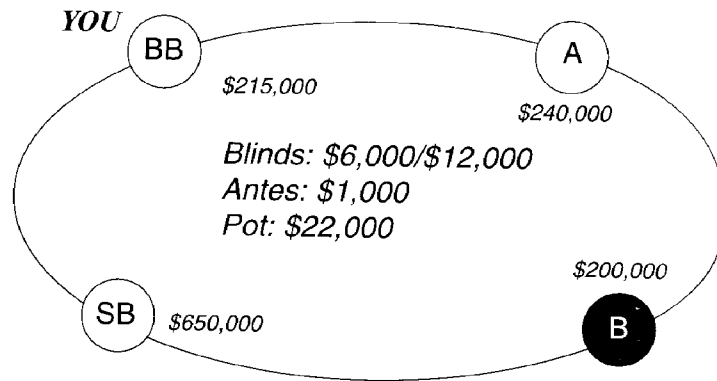 YOU
BB
A
$215,000
$240,000
Blinds: $6,000/$12,000
Antes: $1,000
Pot: $22,000
$200,000
SB
$650,000
B